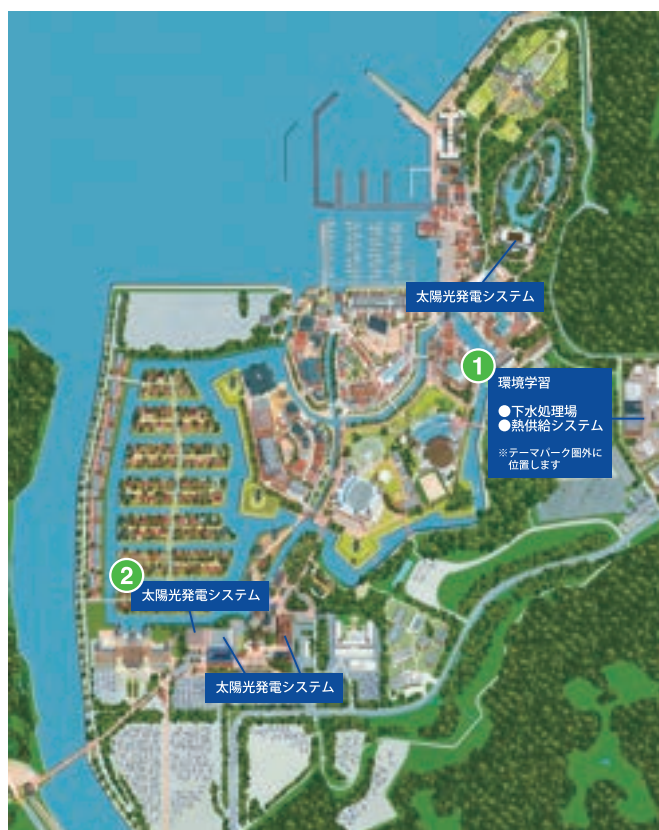 太陽光発電システム
1
環境学習
●下水処理場
●熱供給システム
※テーマパーク圏外に
位置します
2
太陽光発電システム
太陽光発電システム